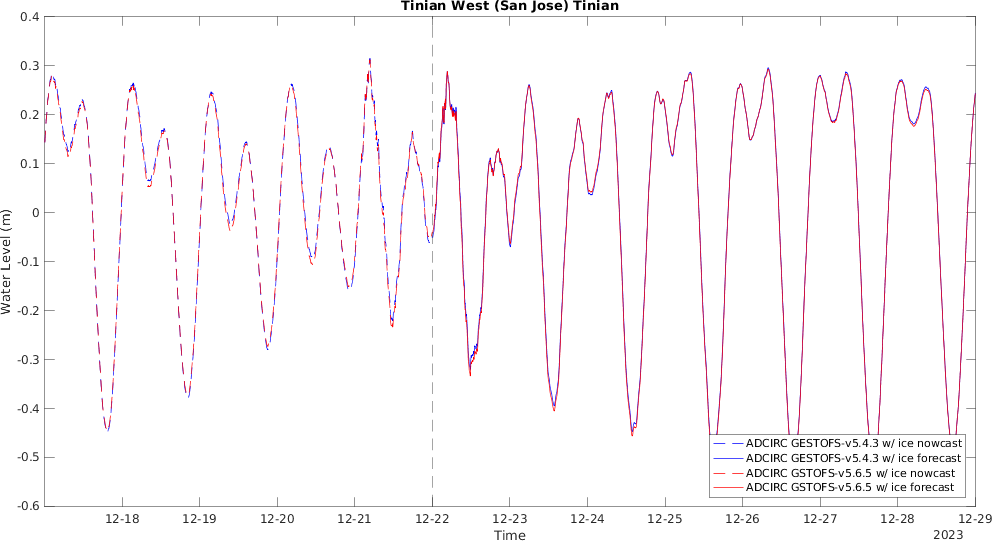 Tinian West (San Jose) Tinian
0.4
0.3
0.2
0.1
0
-0.1
-0.2
-0.3
-0.4
-0.5
-0.6
Water Level (m)
ADCIRC GESTOFS-v5.4.3 w/ ice nowcast
ADCIRC GESTOFS-v5.4.3 w/ ice forecast
ADCIRC GSTOFS-v5.6.5 w/ ice nowcast
ADCIRC GSTOFS-v5.6.5 w/ ice forecast
12-18 12-19 12-20 12-21 12-22 12-23 12-24 12-25 12-26 12-27 12-28 12-29
Time
2023